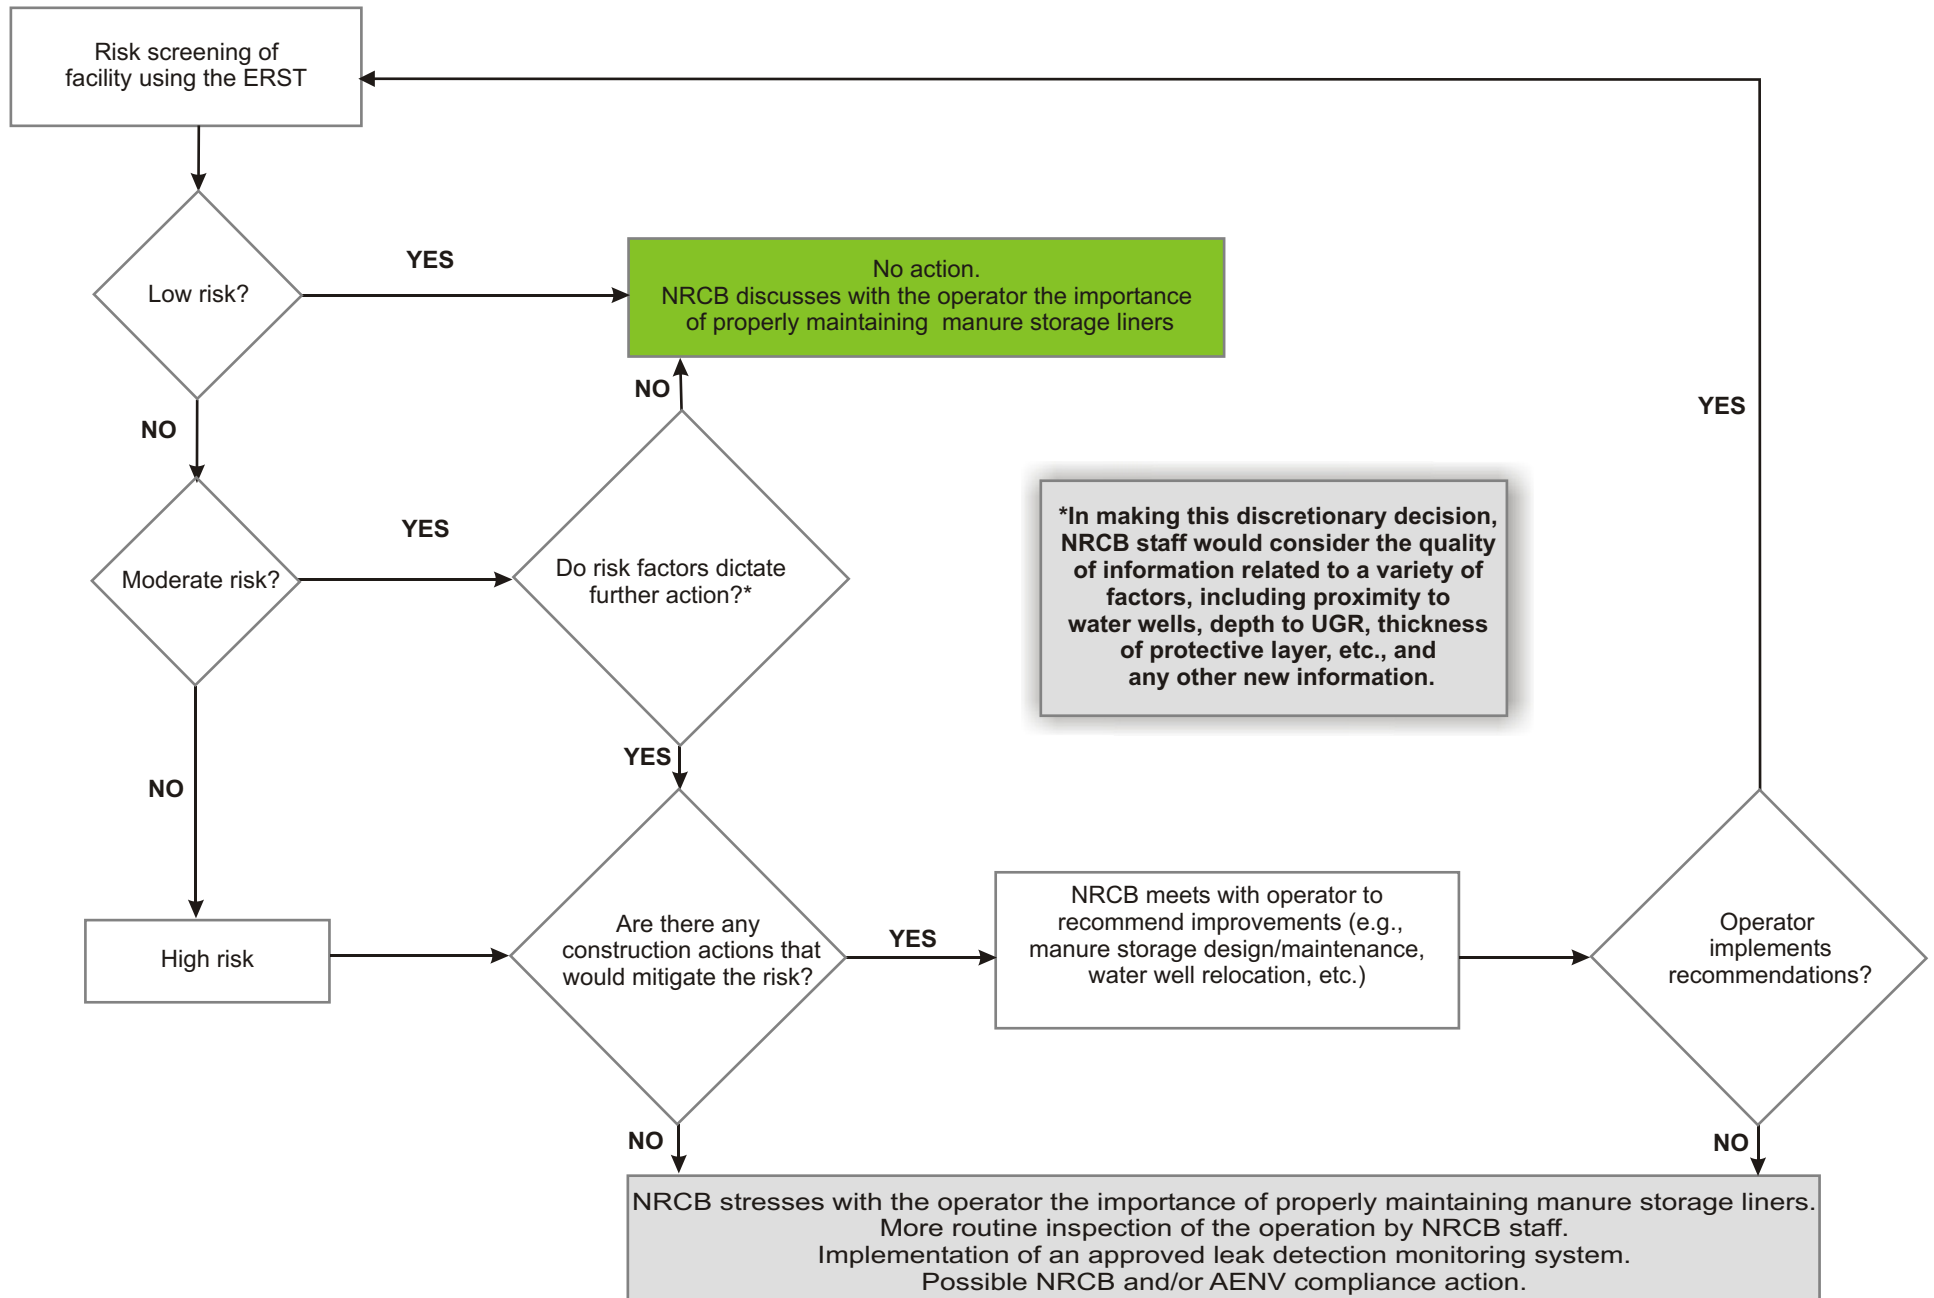 Risk screening of
facility using the ERST
Low risk?
YES
No action.
NRCB discusses with the operator the importance
of properly maintaining manure storage liners
NO
NO
YES
Moderate risk?
YES
Do risk factors dictate
further action?*
*In making this discretionary decision,
NRCB staff would consider the quality
of information related to a variety of
factors, including proximity to
water wells, depth to UGR, thickness
of protective layer, etc., and
any other new information.
NO
YES
High risk
Are there any
construction actions that
would mitigate the risk?
YES
NRCB meets with operator to
recommend improvements (e.g.,
manure storage design/maintenance,
water well relocation, etc.)
Operator
implements
recommendations?
NO
NO
NRCB stresses with the operator the importance of properly maintaining manure storage liners.
More routine inspection of the operation by NRCB staff.
Implementation of an approved leak detection monitoring system.
Possible NRCB and/or AENV compliance action.